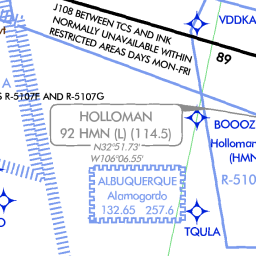 J108 BETWEEN TCS AND INK
NORMALLY UNAVAILABLE WITHIN
RESTRICTED AREAS DAYS MON-FRI
VDDKA
89
A
R-5107F AND R-5107G
HOLLOMAN
92 HMN (L) (114.5)
N32°51.73'
W106°06.55'
BOOOZ
Holloman
(HMN
R-510
ALBUQUERQUE
Alamogordo
132.65 257.6
TQULA